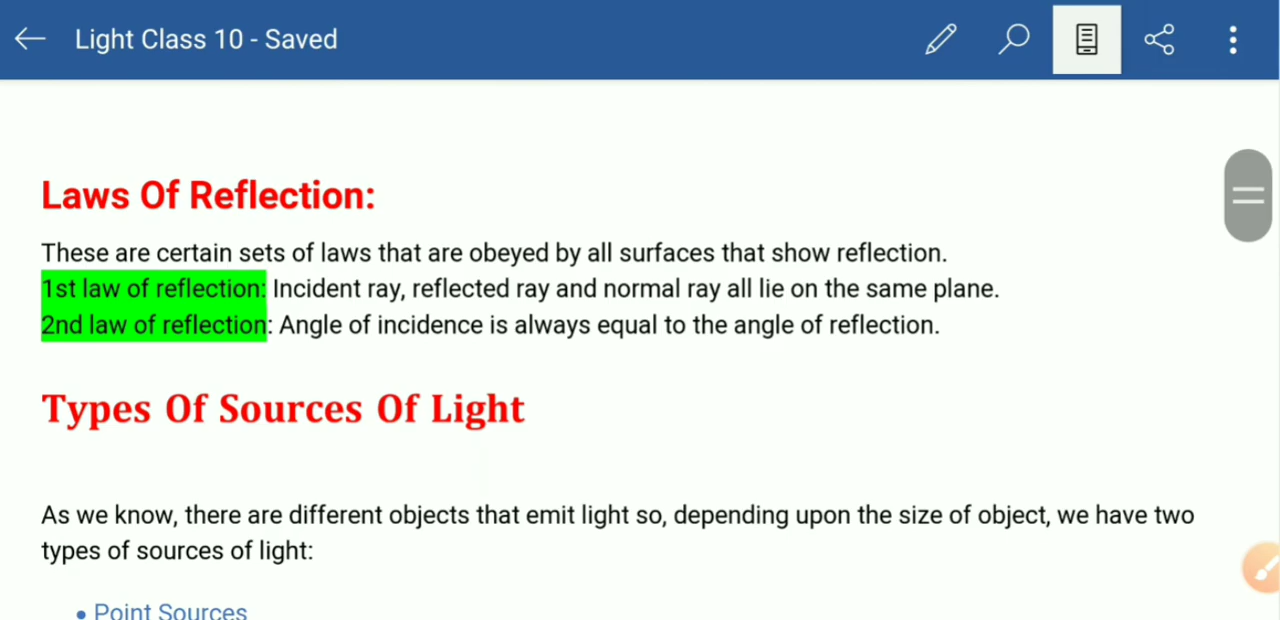 Light Class 10 - Saved
Laws Of Reflection:
These are certain sets of laws that are obeyed by all surfaces that show reflection.
1st law of reflection: Incident ray, reflected ray and normal ray all lie on the same plane.
2nd law of reflection: Angle of incidence is always equal to the angle of reflection.
Types Of Sources Of Light
As we know, there are different objects that emit light so, depending upon the size of object, we have two
types of sources of light:
• Point Sources